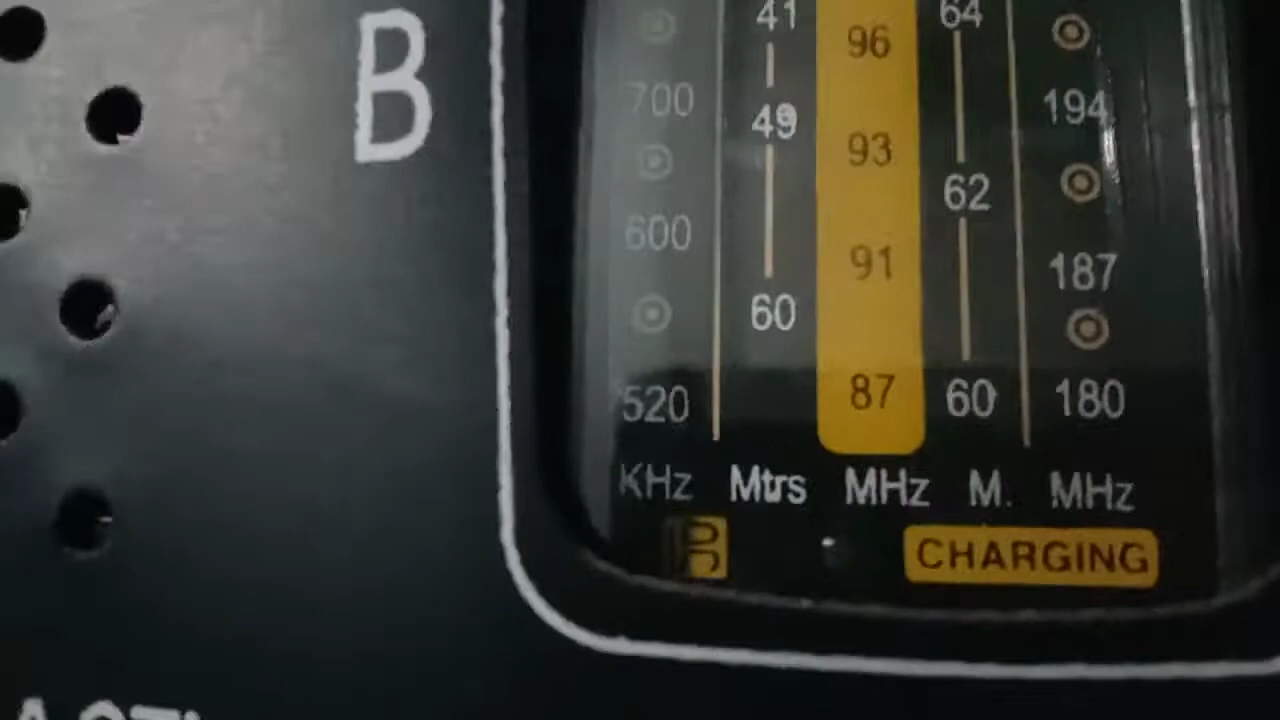 B
41 96 64
700 49 93 194
62
600 91 187
60
520 87 60 180
KHz Mtrs MHz M. MHz
CHARGING